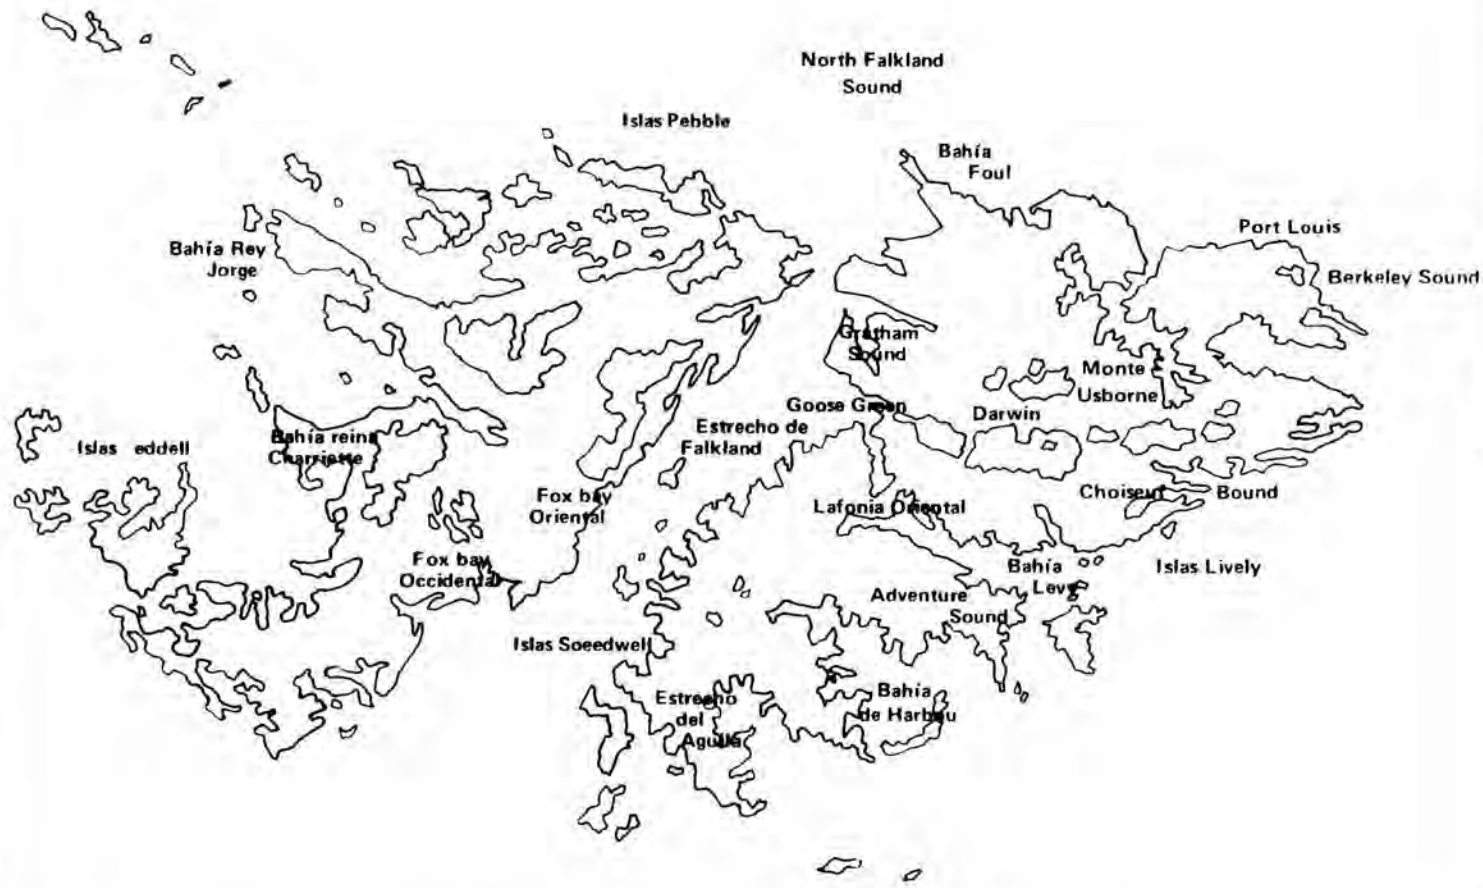 North Falkland
Sound
Islas Pebble
Bahía
Foul
Port Louis
Bahía Rey
Jorge
Berkeley Sound
Gratham
Sound
Monte
Usborne
Goose Green
Darwin
Estrecho de
Falkland
Bahía reina
Charriette
Islas eddell
Fox bay
Oriental
Choiseul Bound
Lafonia Oriental
Fox bay
Occidental
Bahía
Levy
Islas Lively
Adventure
Sound
Islas Soeedwell
Estrecho
del
Aguila
Bahía
de Harbou